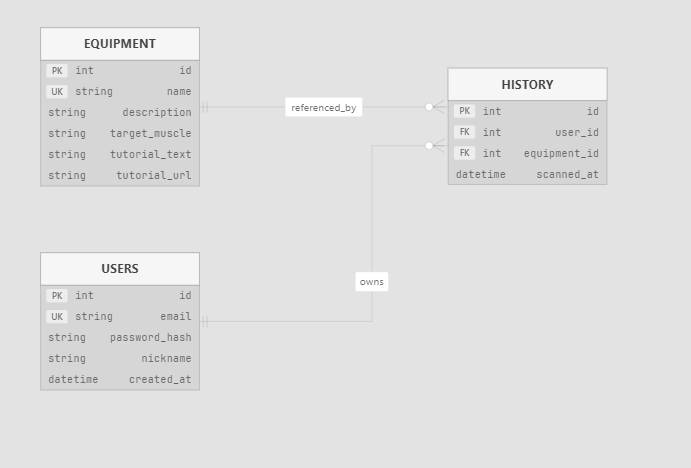 EQUIPMENT
PK int id
UK string name
string description
string target_muscle
string tutorial_text
string tutorial_url
referenced_by
HISTORY
PK int id
FK int user_id
FK int equipment_id
datetime scanned_at
owns
USERS
PK int id
UK string email
string password_hash
string nickname
datetime created_at